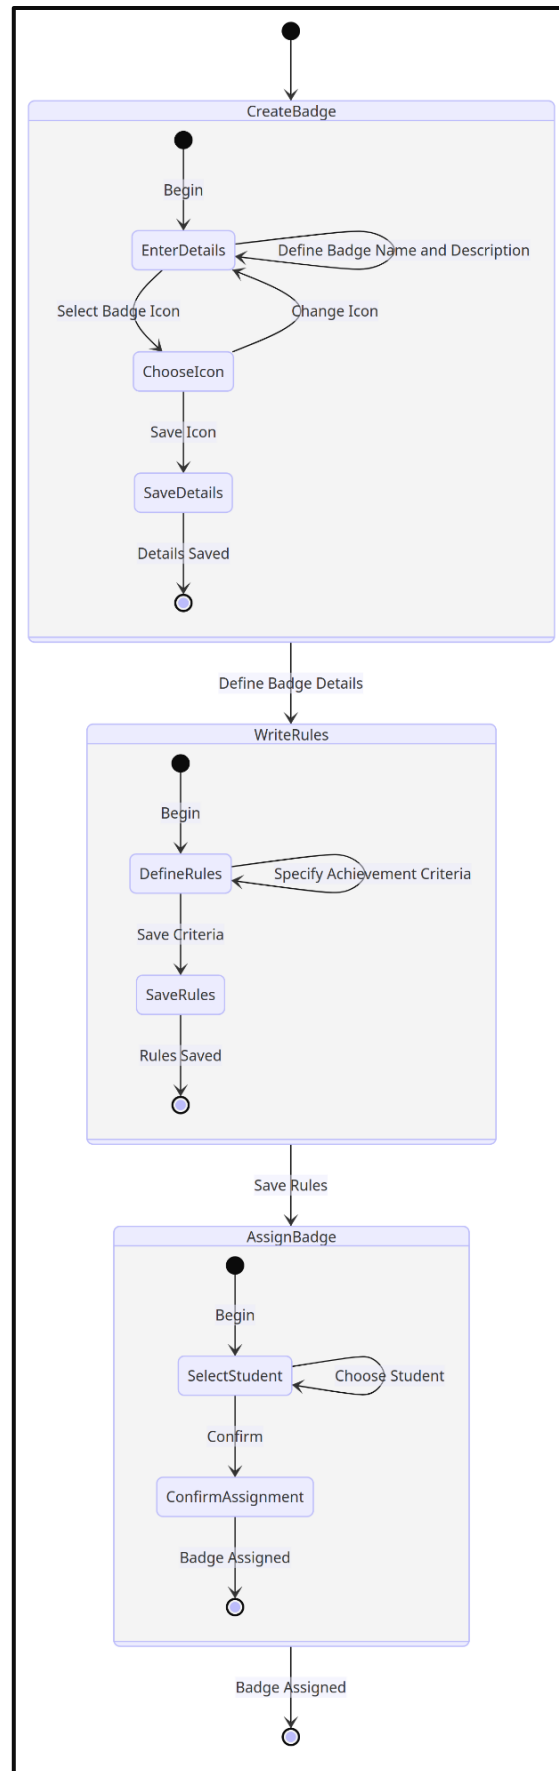 CreateBadge
Begin
EnterDetails
Define Badge Name and Description
Select Badge Icon
Change Icon
ChooseIcon
Save Icon
SaveDetails
Details Saved
Define Badge Details
WriteRules
Begin
DefineRules
Specify Achievement Criteria
Save Criteria
SaveRules
Rules Saved
Save Rules
AssignBadge
Begin
SelectStudent
Choose Student
Confirm
ConfirmAssignment
Badge Assigned
Badge Assigned